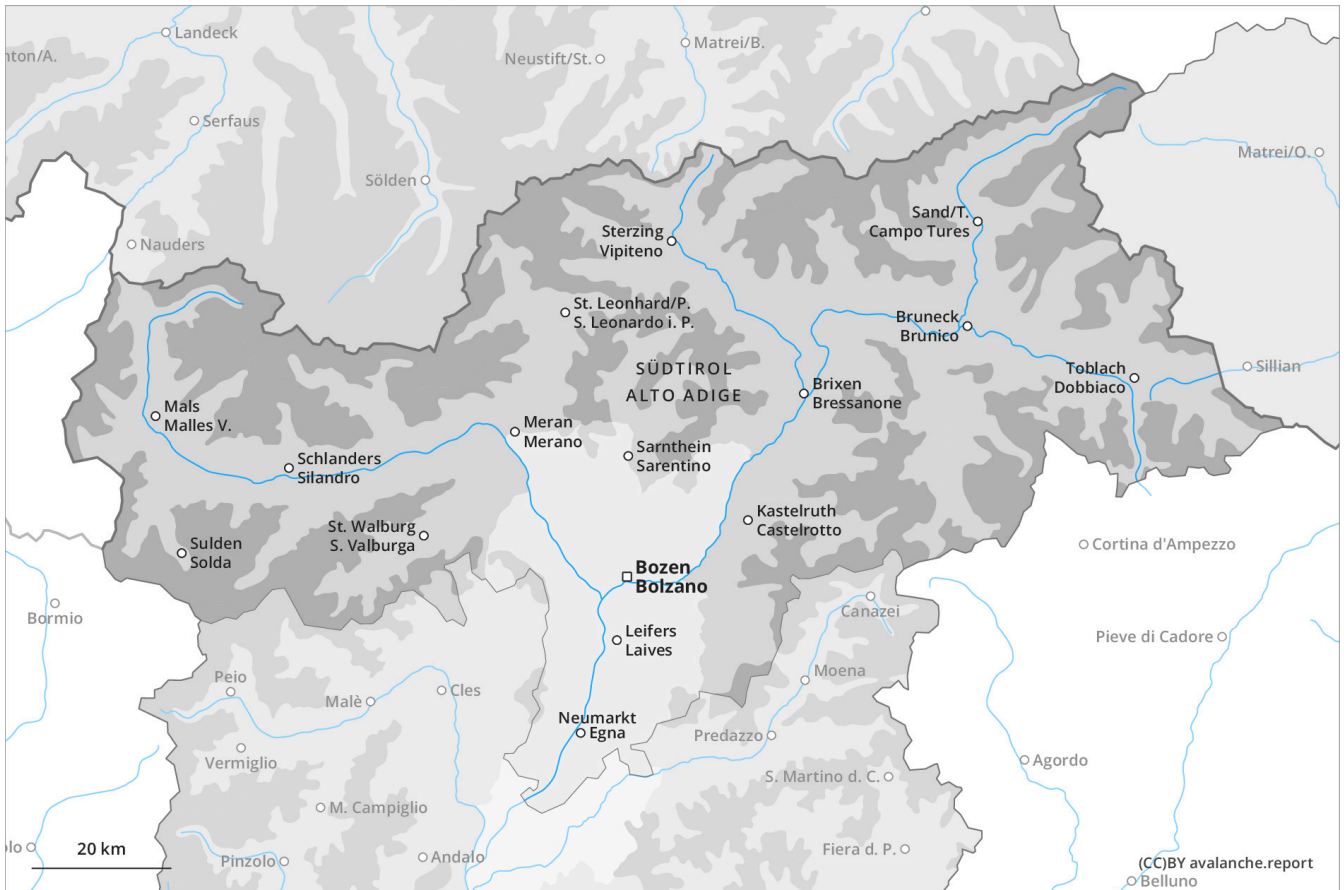 Landeck
Matrei/B.
nton/A.
Neustift/St.
Serfaus
Matrei/O.
Sölden
Sand/T.
Campo Tures
Sterzing
Vipiteno
Nauders
St. Leonhard/P.
S. Leonardo i. P.
Bruneck
Brunico
SÜDTIROL
ALTO ADIGE
Toblach
Dobbiaco
Sillian
Brixen
Bressanone
Mals
Malles V.
Meran
Merano
Sarnthein
Sarentino
Schlanders
Silandro
Kastelruth
Castelrotto
St. Walburg
S. Valburga
Sulden
Solda
Cortina d'Ampezzo
Bozen
Bolzano
Bormio
Canazei
Leifers
Laives
Pieve di Cadore
Peio
Moena
Malè
Cles
Neumarkt
Egna
Predazzo
Vermiglio
Agordo
S. Martino d. C.
M. Campiglio
20 km
Pinzolo
Andalo
Fiera d. P.
(CC)BY avalanche.report
Belluno